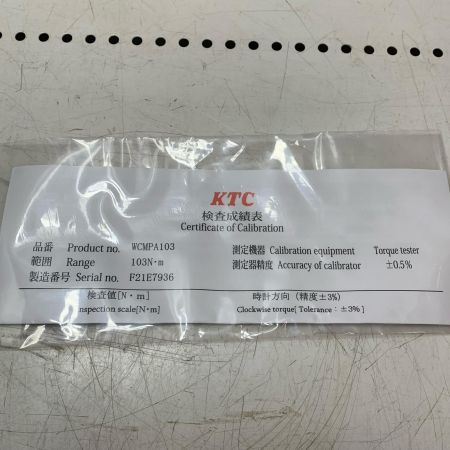 KTC
検査成績表
Certificate of Calibration
品番 Product no. WCMPA103
範囲 Range 103N・m
製造番号 Serial no. F21E7936
測定機器 Calibration equipment Torque tester
測定器精度 Accuracy of calibrator ±0.5%
検査値[N・m] 時計方向 (精度±3%)
Inspection scale[N・m] Clockwise torque[ Tolerance : ±3% ]